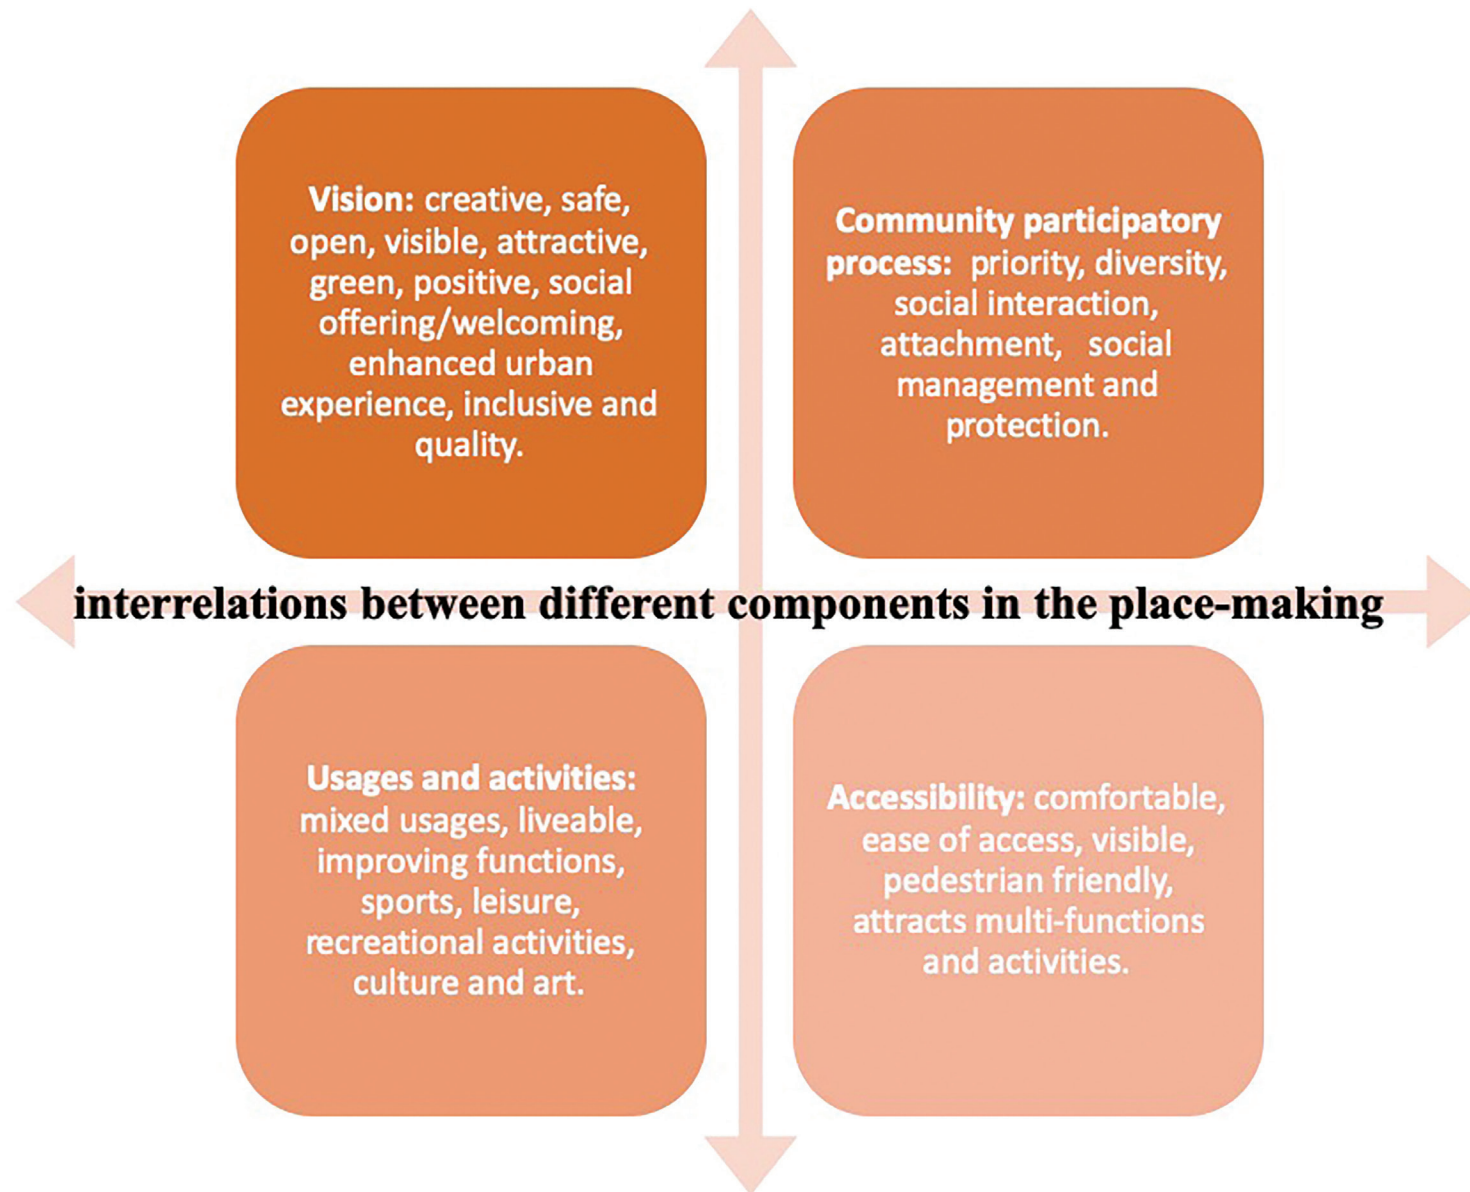 Vision: creative, safe,
open, visible, attractive,
green, positive, social
offering/welcoming,
enhanced urban
experience, inclusive and
quality.
Community participatory
process: priority, diversity,
social interaction,
attachment, social
management and
protection.
interrelations between different components in the place-making
Usages and activities:
mixed usages, liveable,
improving functions,
sports, leisure,
recreational activities,
culture and art.
Accessibility: comfortable,
ease of access, visible,
pedestrian friendly,
attracts multi-functions
and activities.